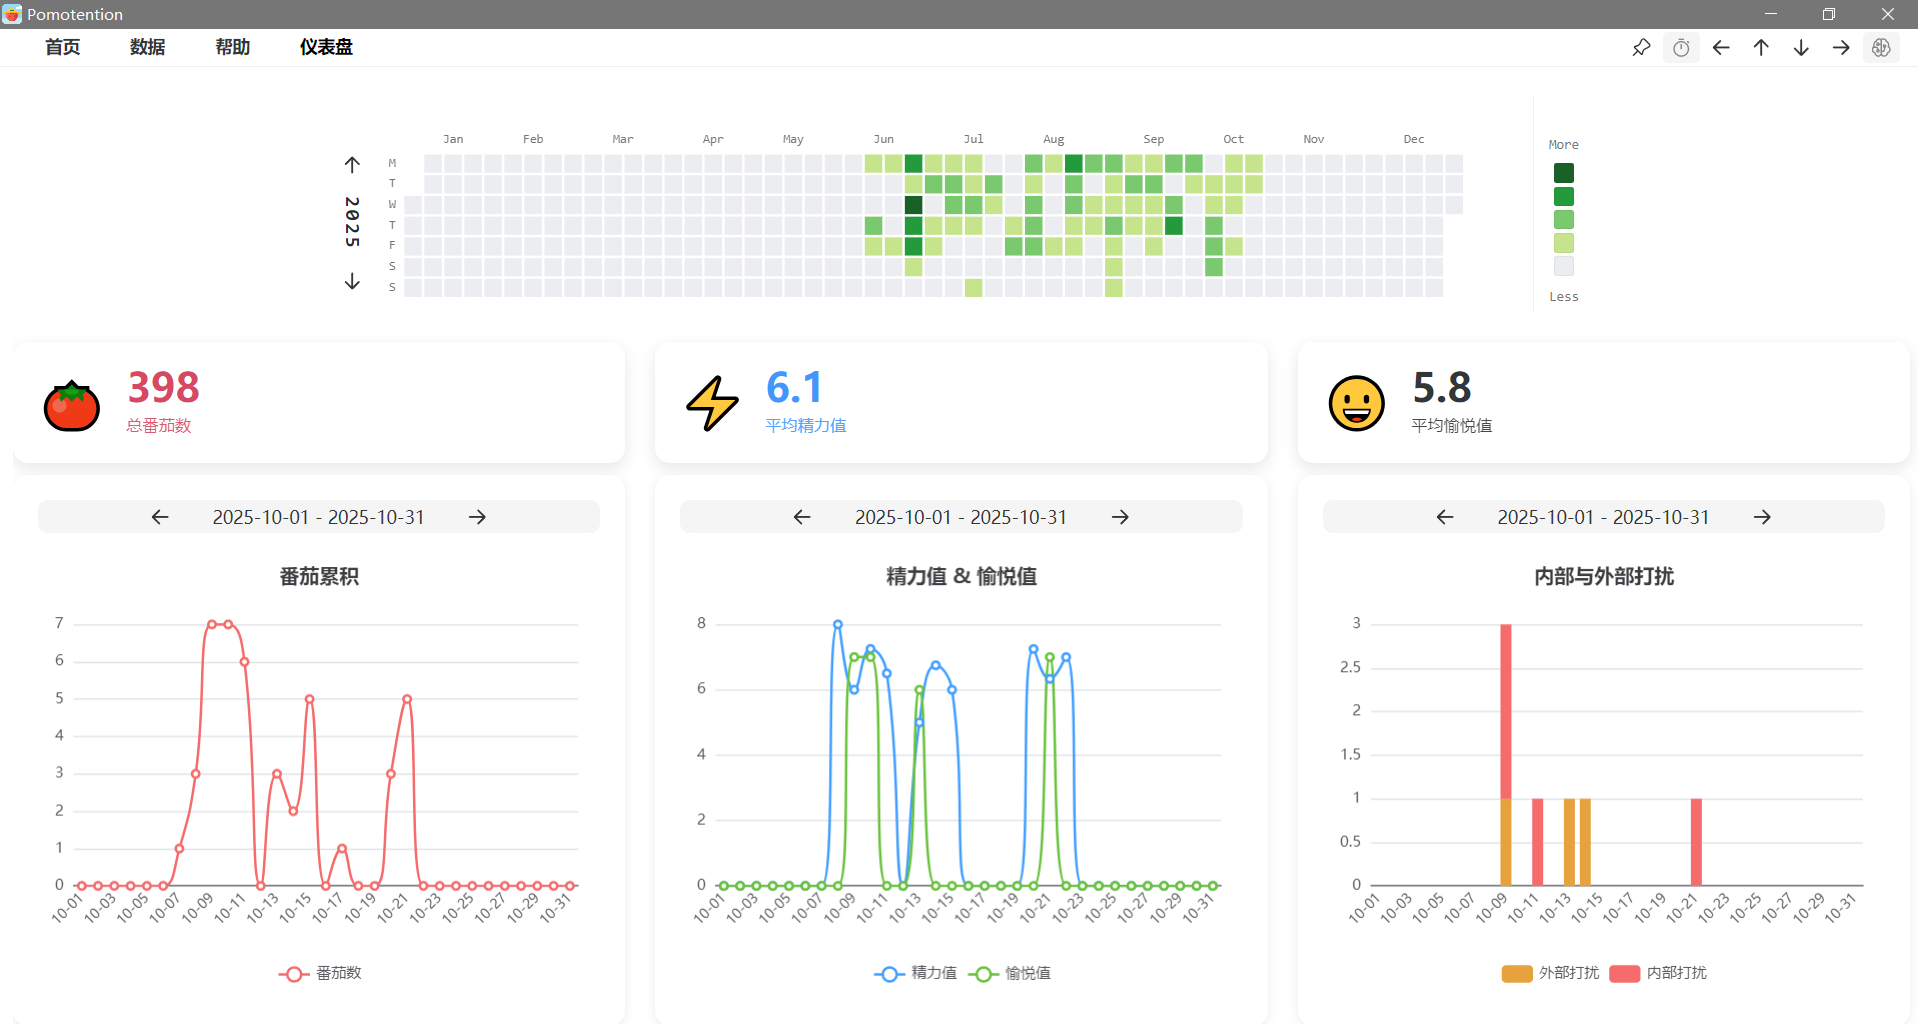 Pomotention
首页 数据 帮助 仪表盘
Jan Feb Mar Apr May Jun Jul Aug Sep Oct Nov Dec
2025
M
T
W
T
F
S
S
More
Less
398
总番茄数
6.1
平均精力值
5.8
平均愉悦值
2025-10-01 - 2025-10-31
番茄累积
7
6
5
4
3
2
1
0
10-01 10-03 10-05 10-07 10-09 10-11 10-13 10-15 10-17 10-19 10-21 10-23 10-25 10-27 10-29 10-31
番茄数
2025-10-01 - 2025-10-31
精力值 & 愉悦值
8
6
4
2
0
10-01 10-03 10-05 10-07 10-09 10-11 10-13 10-15 10-17 10-19 10-21 10-23 10-25 10-27 10-29 10-31
精力值 愉悦值
2025-10-01 - 2025-10-31
内部与外部打扰
3
2.5
2
1.5
1
0.5
0
10-01 10-03 10-05 10-07 10-09 10-11 10-13 10-15 10-17 10-19 10-21 10-23 10-25 10-27 10-29 10-31
外部打扰 内部打扰